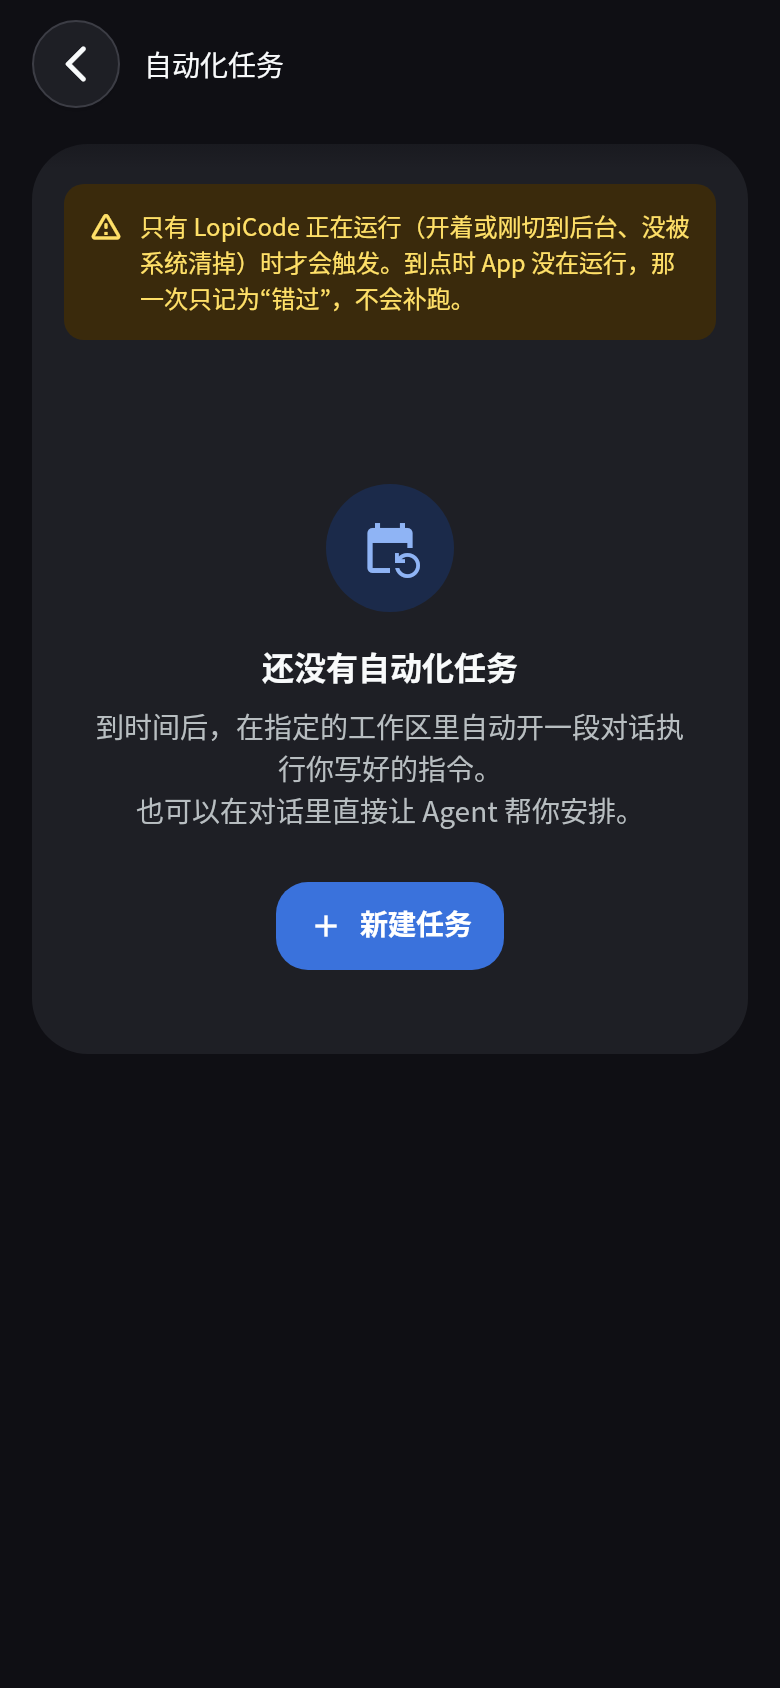 自动化任务
只有 LopiCode 正在运行（开着或刚切到后台、没被
系统清掉）时才会触发。到点时 App 没在运行，那
一次只记为“错过”，不会补跑。
还没有自动化任务
到时间后，在指定的工作区里自动开一段对话执
行你写好的指令。
也可以在对话里直接让 Agent 帮你安排。
新建任务